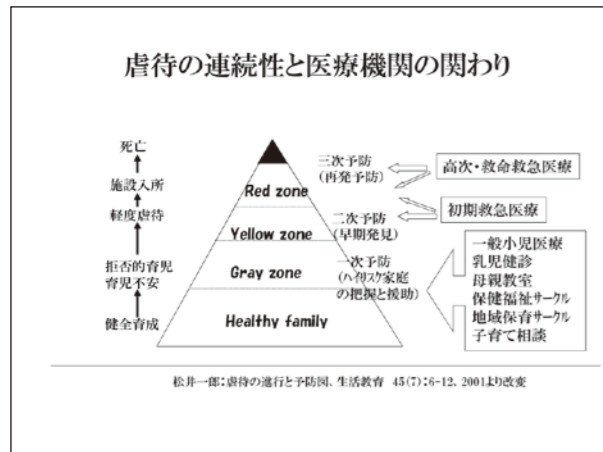 虐待の連続性と医療機関の関わり
死亡
施設入所
軽度虐待
拒否的育児
育児不安
健全育成
Red zone
Yellow zone
Gray zone
Healthy family
三次予防
(再発予防)
二次予防
(早期発見)
一次予防
(ハイリスク家庭
の把握と援助)
高次・救命救急医療
初期救急医療
一般小児医療
乳児健診
母親教室
保健福祉サークル
地域保育サークル
子育て相談
松井一郎:虐待の進行と予防図、生活教育 45(7):6-12、2001より改変